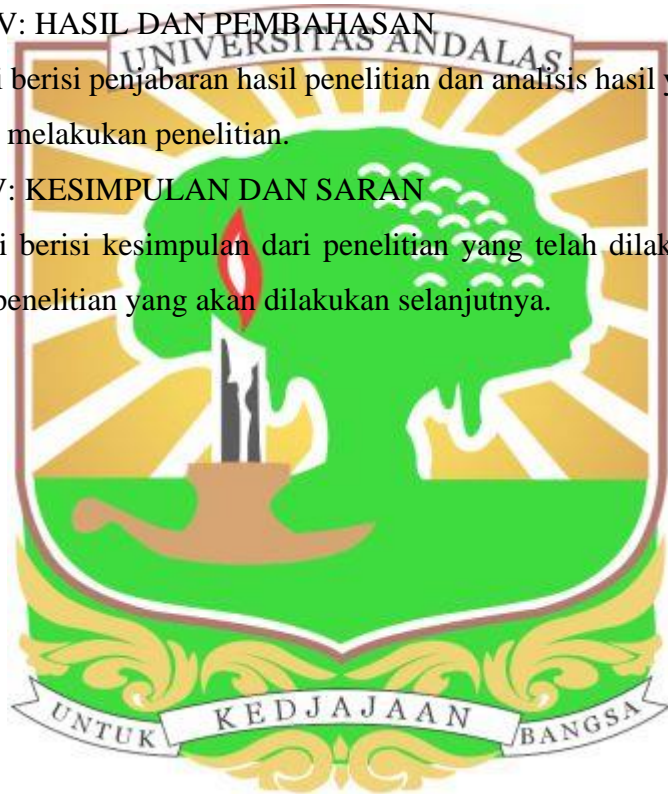 V: HASIL DAN PEMBAHASAN
UNIVERSITAS ANDALAS
i berisi penjabaran hasil penelitian dan analisis hasil
melakukan penelitian.
V: KESIMPULAN DAN SARAN
i berisi kesimpulan dari penelitian yang telah
penelitian yang akan dilakukan selanjutnya.
UNTUK KEDJAJAAN BANGSA